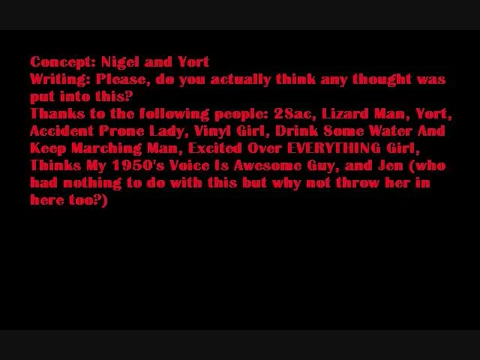 Concept: Nigel and Yort
Writing: Please, do you actually think any thought was
put into this?
Thanks to the following people: 28ac, Lizard Man, Yort,
Accident Prone Lady, Vinyl Girl, Drink Some Water And
Keep Marching Man, Excited Over EVERYTHING Girl,
Thinks My 1950's Voice Is Awesome Guy, and Jen (who
had nothing to do with this but why not throw her in
here too?)